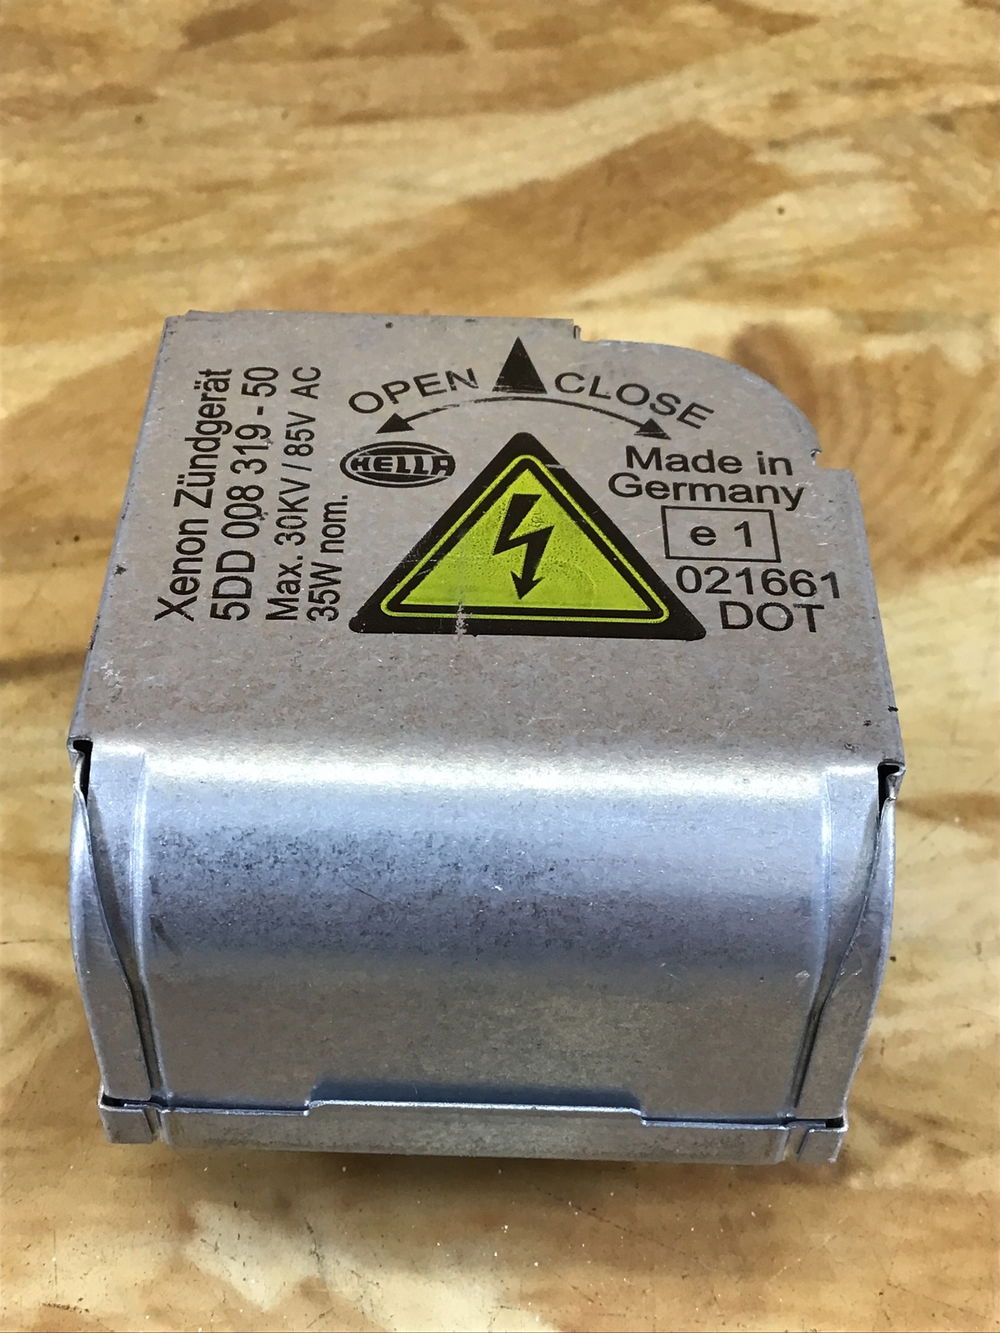 Xenon Zündgerät
5DD 008 319 - 50
Max. 30KV / 85V AC
35W nom.
OPEN CLOSE
HELLA
Made in
Germany
e 1
021661
DOT